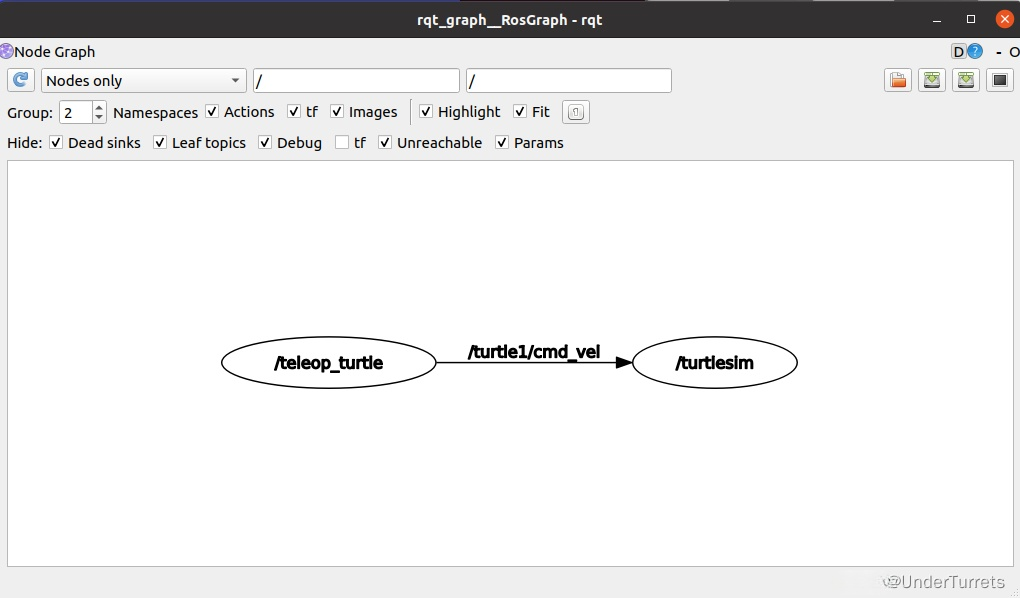 rqt_graph__RosGraph - rqt
Node Graph D ? - O
Nodes only / /
Group: 2 Namespaces Actions tf Images Highlight Fit
Hide: Dead sinks Leaf topics Debug tf Unreachable Params
/teleop_turtle /turtle1/cmd_vel /turtlesim
@UnderTurrets